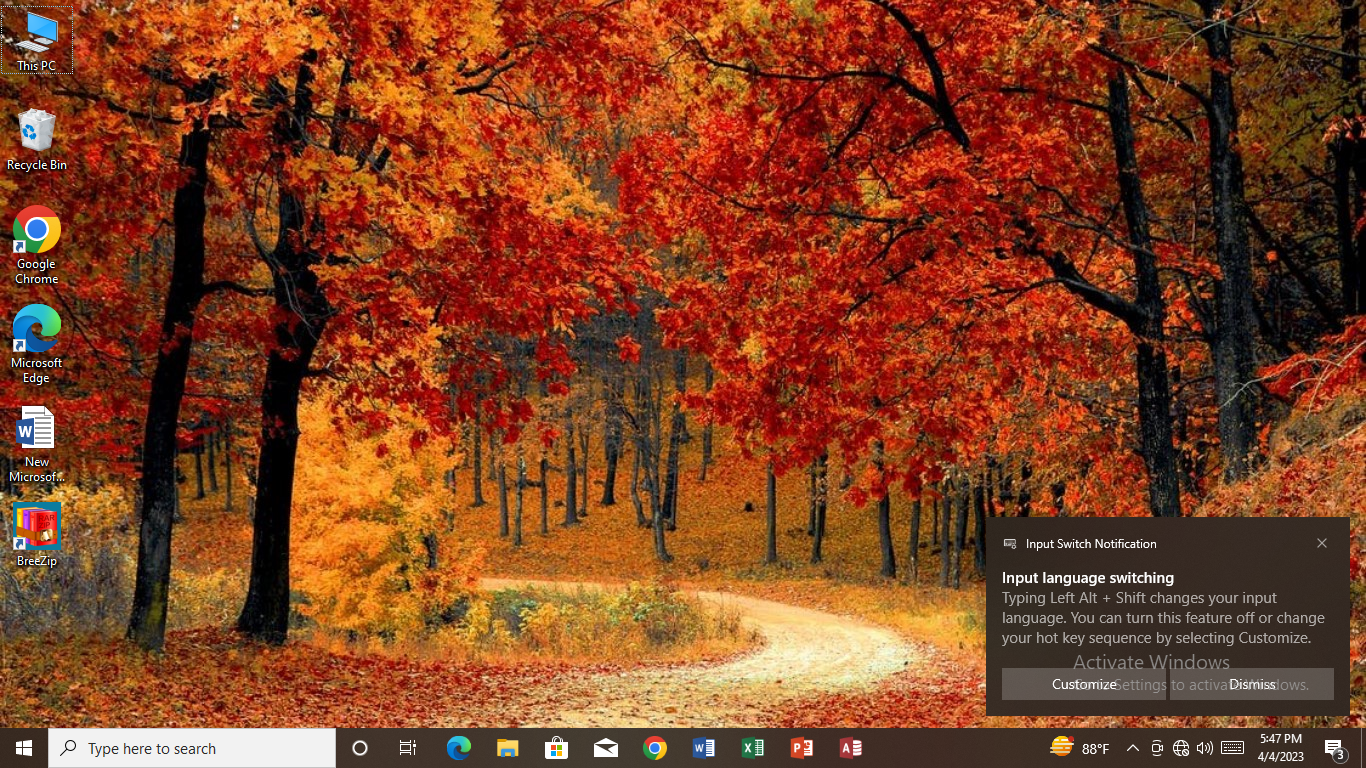 This PC
Recycle Bin
Google
Chrome
Microsoft
Edge
New
Microsof...
BreeZip
Input Switch Notification
Input language switching
Typing Left Alt + Shift changes your input
language. You can turn this feature off or change
your hot key sequence by selecting Customize.
Activate Windows
Go to Settings to activate Windows.
Customize
Dismiss
Type here to search
88°F
5:47 PM
4/4/2023
3